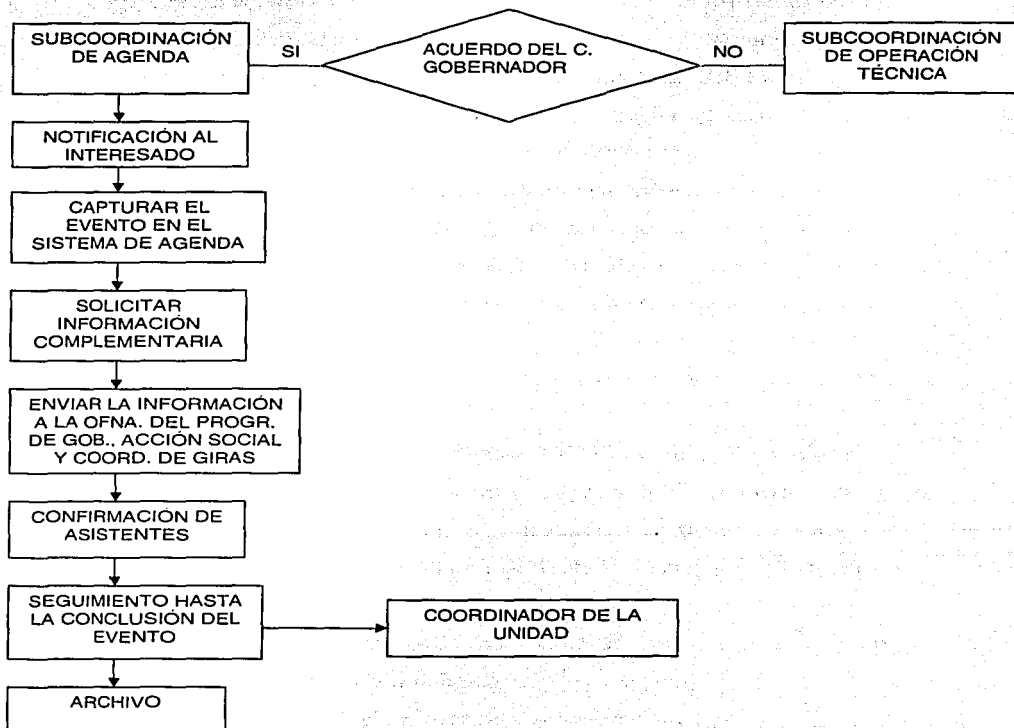 SUBCOORDINACIÓN
DE AGENDA
SI
ACUERDO DEL C.
GOBERNADOR
NO
SUBCOORDINACIÓN
DE OPERACIÓN
TÉCNICA
NOTIFICACIÓN AL
INTERESADO
CAPTURAR EL
EVENTO EN EL
SISTEMA DE AGENDA
SOLICITAR
INFORMACIÓN
COMPLEMENTARIA
ENVIAR LA INFORMACIÓN
A LA OFNA. DEL PROGR.
DE GOB., ACCIÓN SOCIAL
Y COORD. DE GIRAS
CONFIRMACIÓN DE
ASISTENTES
SEGUIMIENTO HASTA
LA CONCLUSIÓN DEL
EVENTO
COORDINADOR DE LA
UNIDAD
ARCHIVO